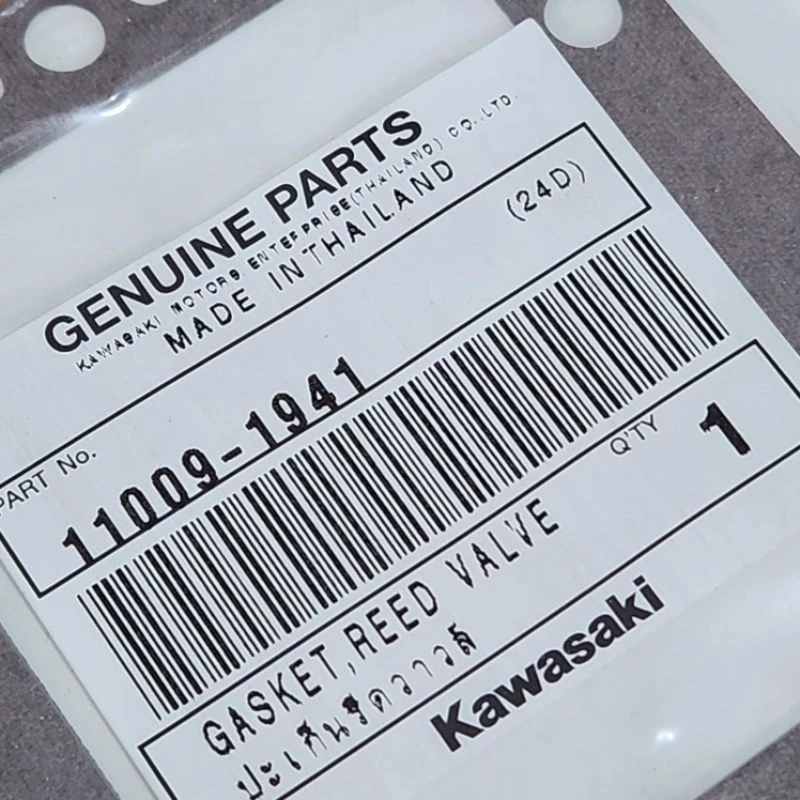 GENUINE PARTS
KAWASAKI MOTORS ENTERPRISE(THAILAND) CO.,LTD.
MADE IN THAILAND
(24D)
PART No.
11009-1941
Q'TY 1
GASKET,REED VALVE
ปะเก็นรีดวาวล์
Kawasaki